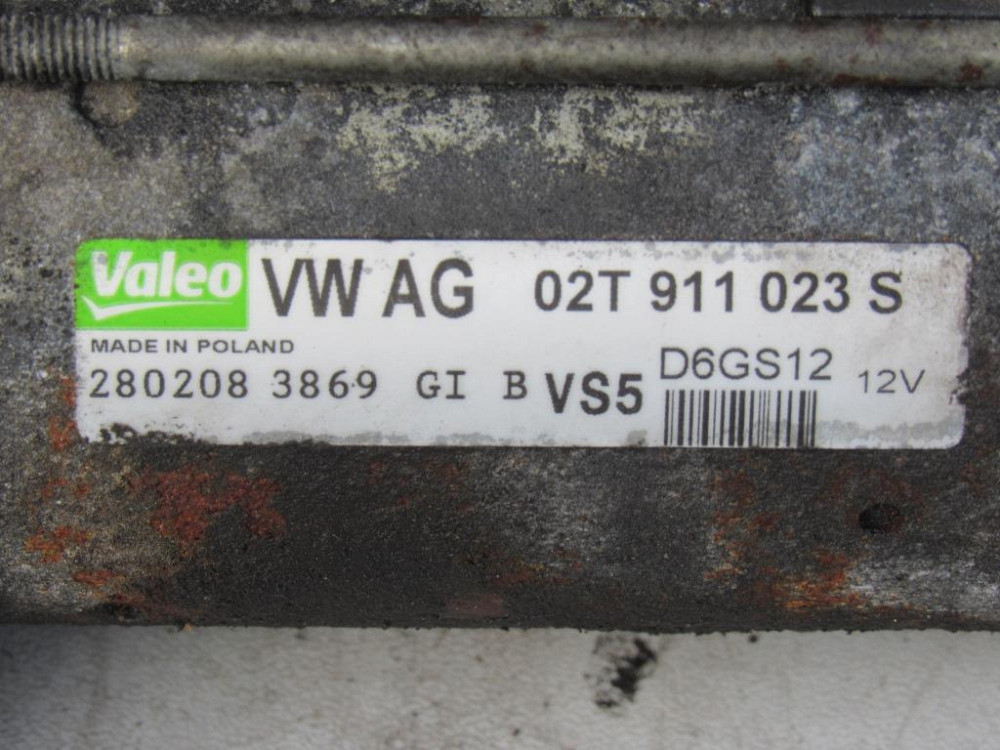 Valeo VW AG 02T 911 023 S
MADE IN POLAND
280208 3869 GI B VS5 D6GS12 12V